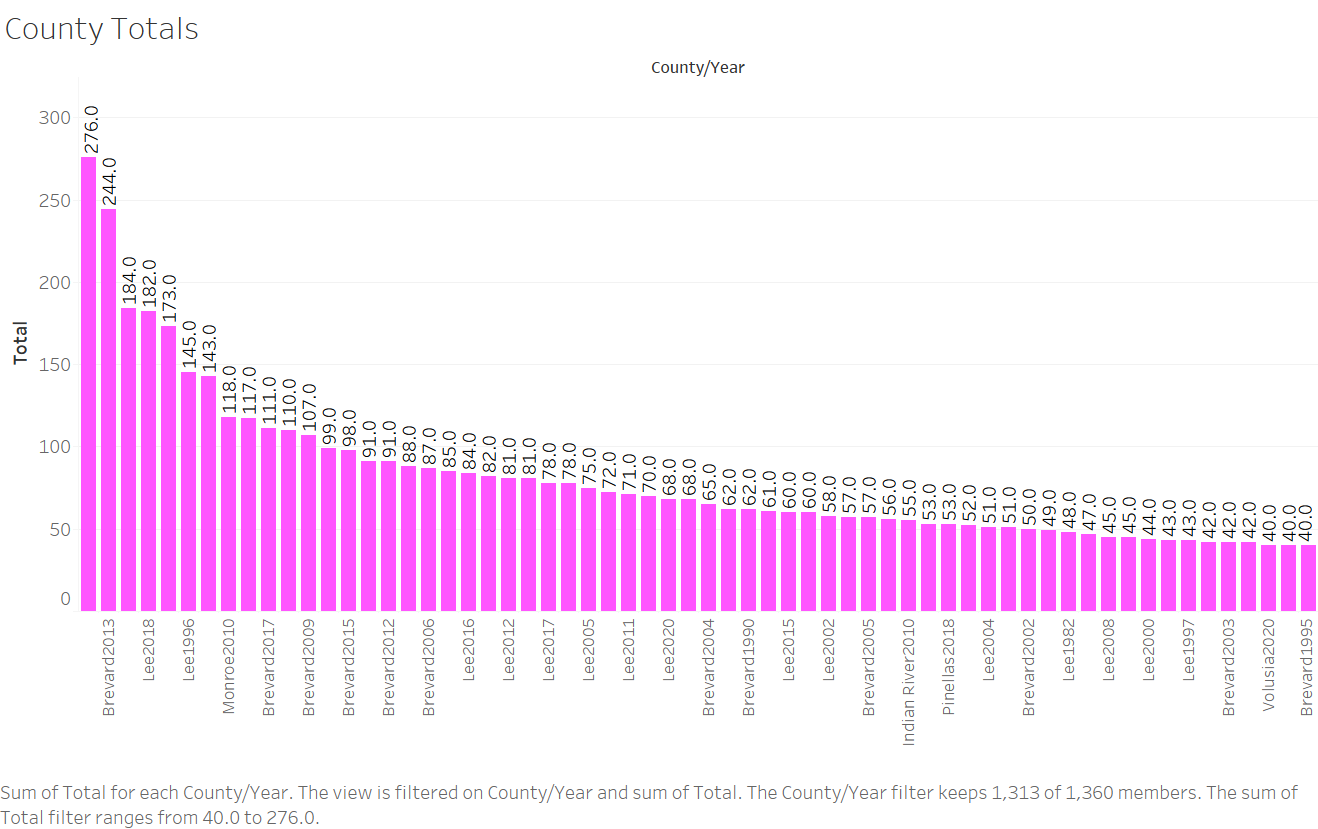 County Totals
County/Year
Total
300
250
200
150
100
50
0
276.0
244.0
184.0
182.0
173.0
145.0
143.0
118.0
117.0
111.0
110.0
107.0
99.0
98.0
91.0
91.0
88.0
87.0
85.0
84.0
82.0
81.0
81.0
78.0
78.0
75.0
72.0
71.0
70.0
68.0
68.0
65.0
62.0
62.0
61.0
60.0
60.0
58.0
57.0
57.0
56.0
55.0
53.0
53.0
52.0
51.0
51.0
50.0
49.0
48.0
47.0
45.0
45.0
44.0
43.0
43.0
42.0
42.0
42.0
40.0
40.0
40.0
Brevard2013
Lee2018
Lee1996
Monroe2010
Brevard2017
Brevard2009
Brevard2015
Brevard2012
Brevard2006
Lee2016
Lee2012
Lee2017
Lee2005
Lee2011
Lee2020
Brevard2004
Brevard1990
Lee2015
Lee2002
Brevard2005
Indian River2010
Pinellas2018
Lee2004
Brevard2002
Lee1982
Lee2008
Lee2000
Lee1997
Brevard2003
Volusia2020
Brevard1995
Sum of Total for each County/Year. The view is filtered on County/Year and sum of Total. The County/Year filter keeps 1,313 of 1,360 members. The sum of
Total filter ranges from 40.0 to 276.0.